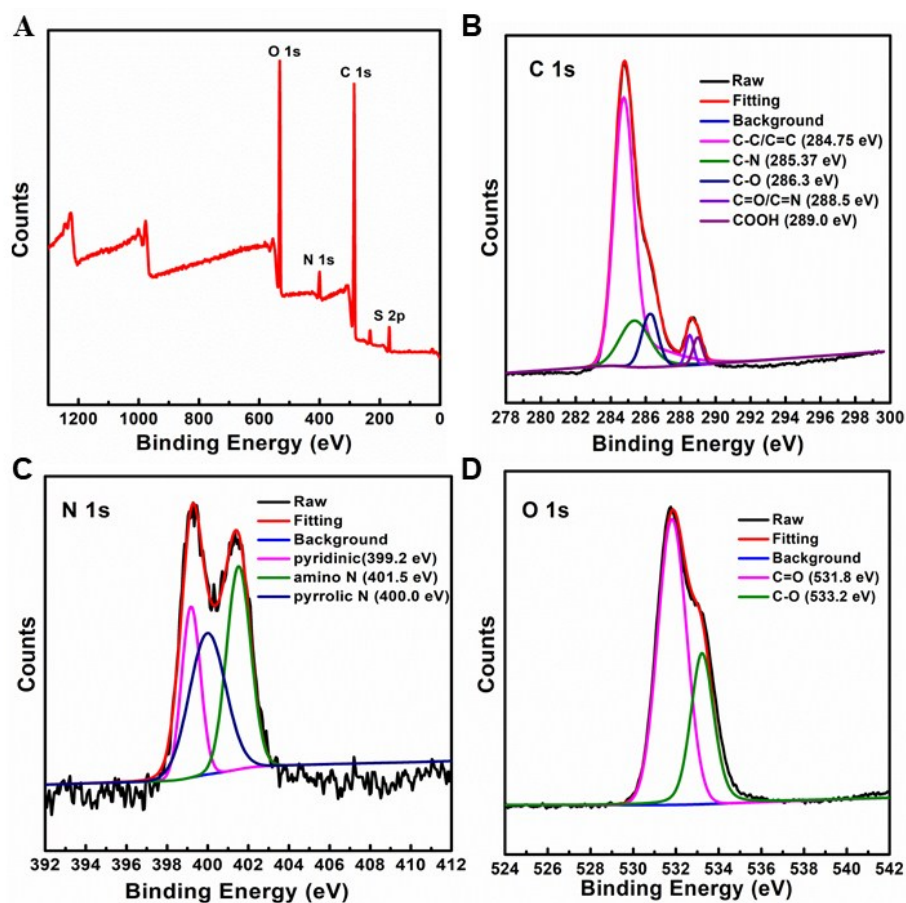 A
O 1s
C 1s
N 1s
S 2p
Counts
1200 1000 800 600 400 200 0
Binding Energy (eV)
B
C 1s
Raw
Fitting
Background
C-C/C=C (284.75 eV)
C-N (285.37 eV)
C-O (286.3 eV)
C=O/C=N (288.5 eV)
COOH (289.0 eV)
Counts
278 280 282 284 286 288 290 292 294 296 298 300
Binding Energy (eV)
C
N 1s
Raw
Fitting
Background
pyridinic(399.2 eV)
amino N (401.5 eV)
pyrrolic N (400.0 eV)
Counts
392 394 396 398 400 402 404 406 408 410 412
Binding Energy (eV)
D
O 1s
Raw
Fitting
Background
C=O (531.8 eV)
C-O (533.2 eV)
Counts
524 526 528 530 532 534 536 538 540 542
Binding Energy (eV)